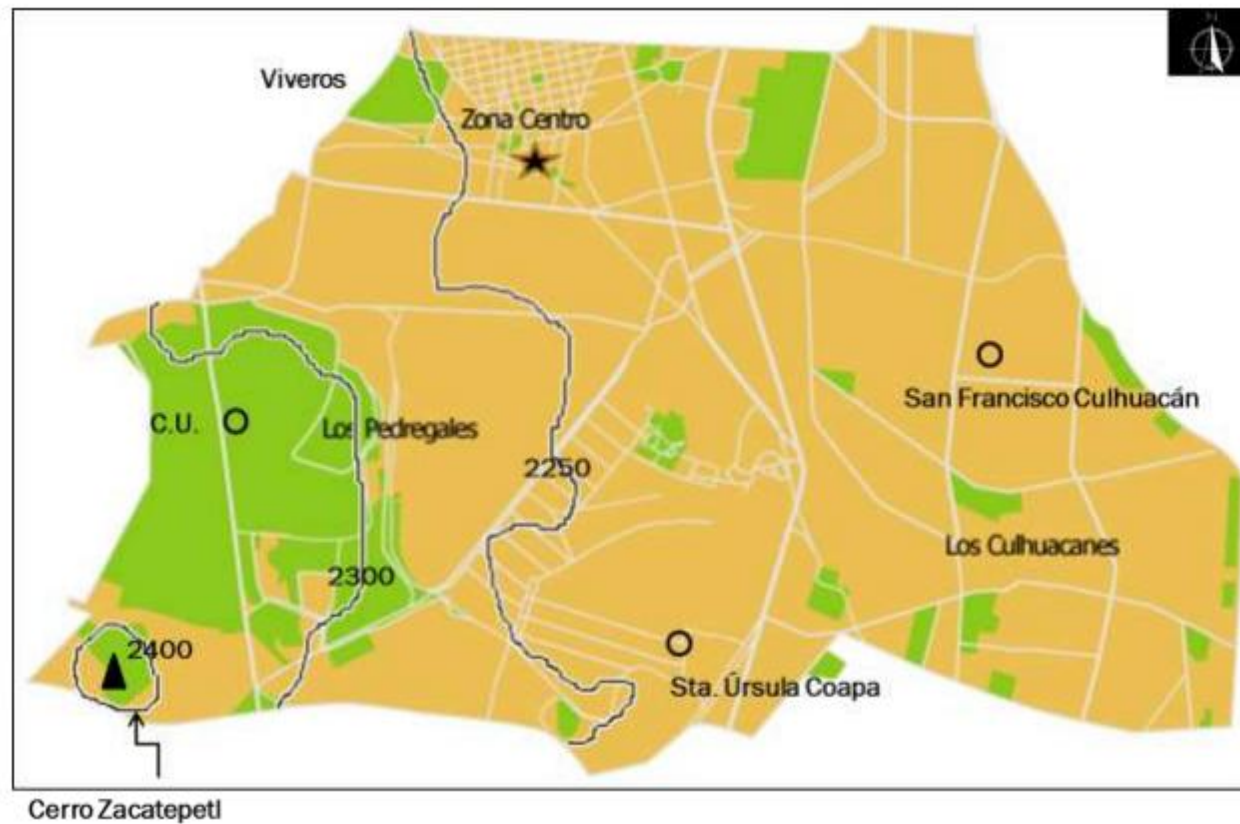 Viveros
Zona Centro
San Francisco Culhuacán
C.U.
Los Pedregales
2250
Los Culhuacanes
2300
2400
Sta. Úrsula Coapa
Cerro Zacatepetl